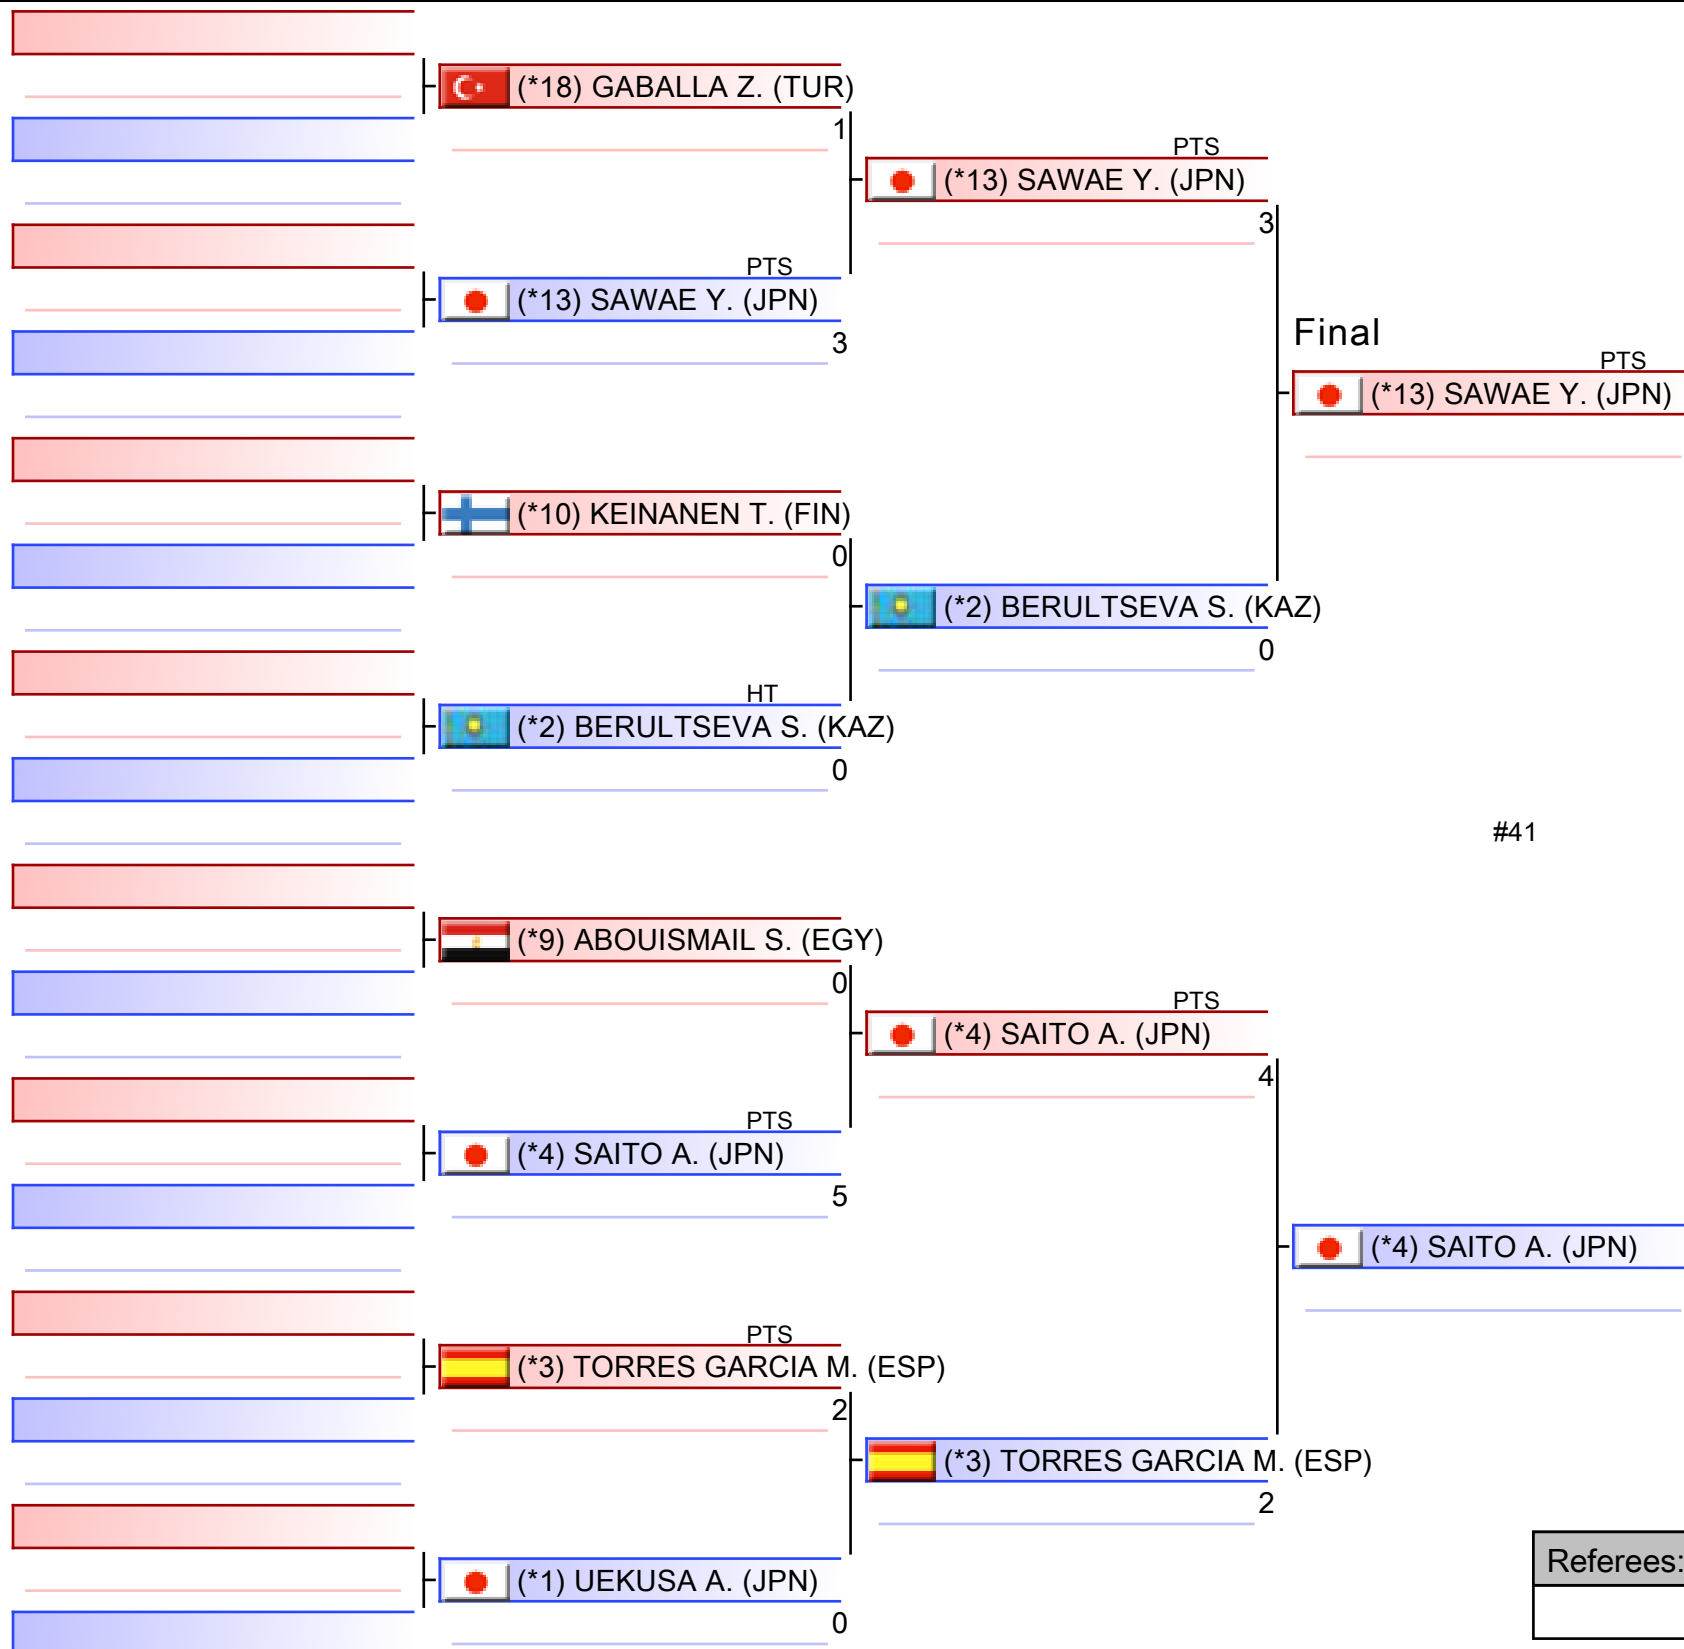 (*18) GABALLA Z. (TUR)
1
PTS
(*13) SAWAE Y. (JPN)
3
PTS
(*13) SAWAE Y. (JPN)
3
Final
PTS
(*13) SAWAE Y. (JPN)
(*10) KEINANEN T. (FIN)
0
(*2) BERULTSEVA S. (KAZ)
0
HT
(*2) BERULTSEVA S. (KAZ)
0
#41
(*9) ABOUISMAIL S. (EGY)
0
PTS
(*4) SAITO A. (JPN)
4
PTS
(*4) SAITO A. (JPN)
5
(*4) SAITO A. (JPN)
PTS
(*3) TORRES GARCIA M. (ESP)
2
(*3) TORRES GARCIA M. (ESP)
2
(*1) UEKUSA A. (JPN)
0
Referees: